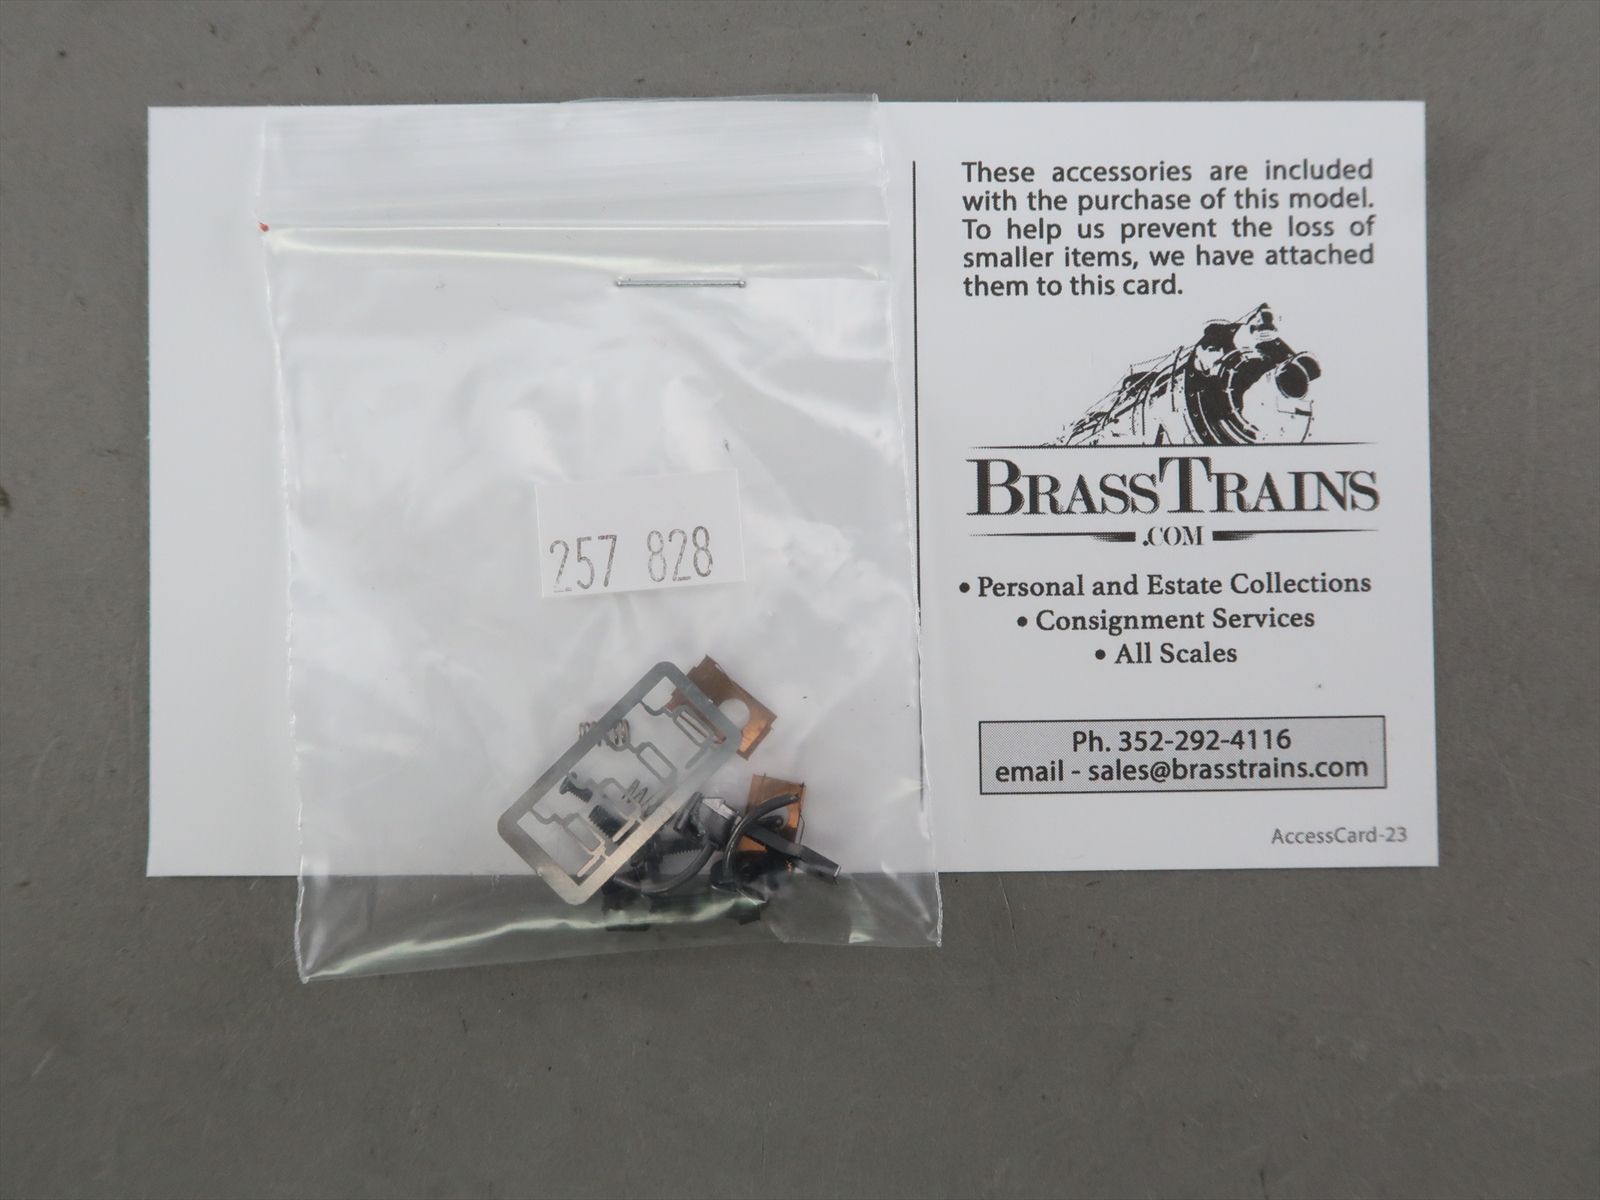 These accessories are included
with the purchase of this model.
To help us prevent the loss of
smaller items, we have attached
them to this card.
BRASSTRAINS
.COM
• Personal and Estate Collections
• Consignment Services
• All Scales
Ph. 352-292-4116
email - sales@brasstrains.com
AccessCard-23
257 828